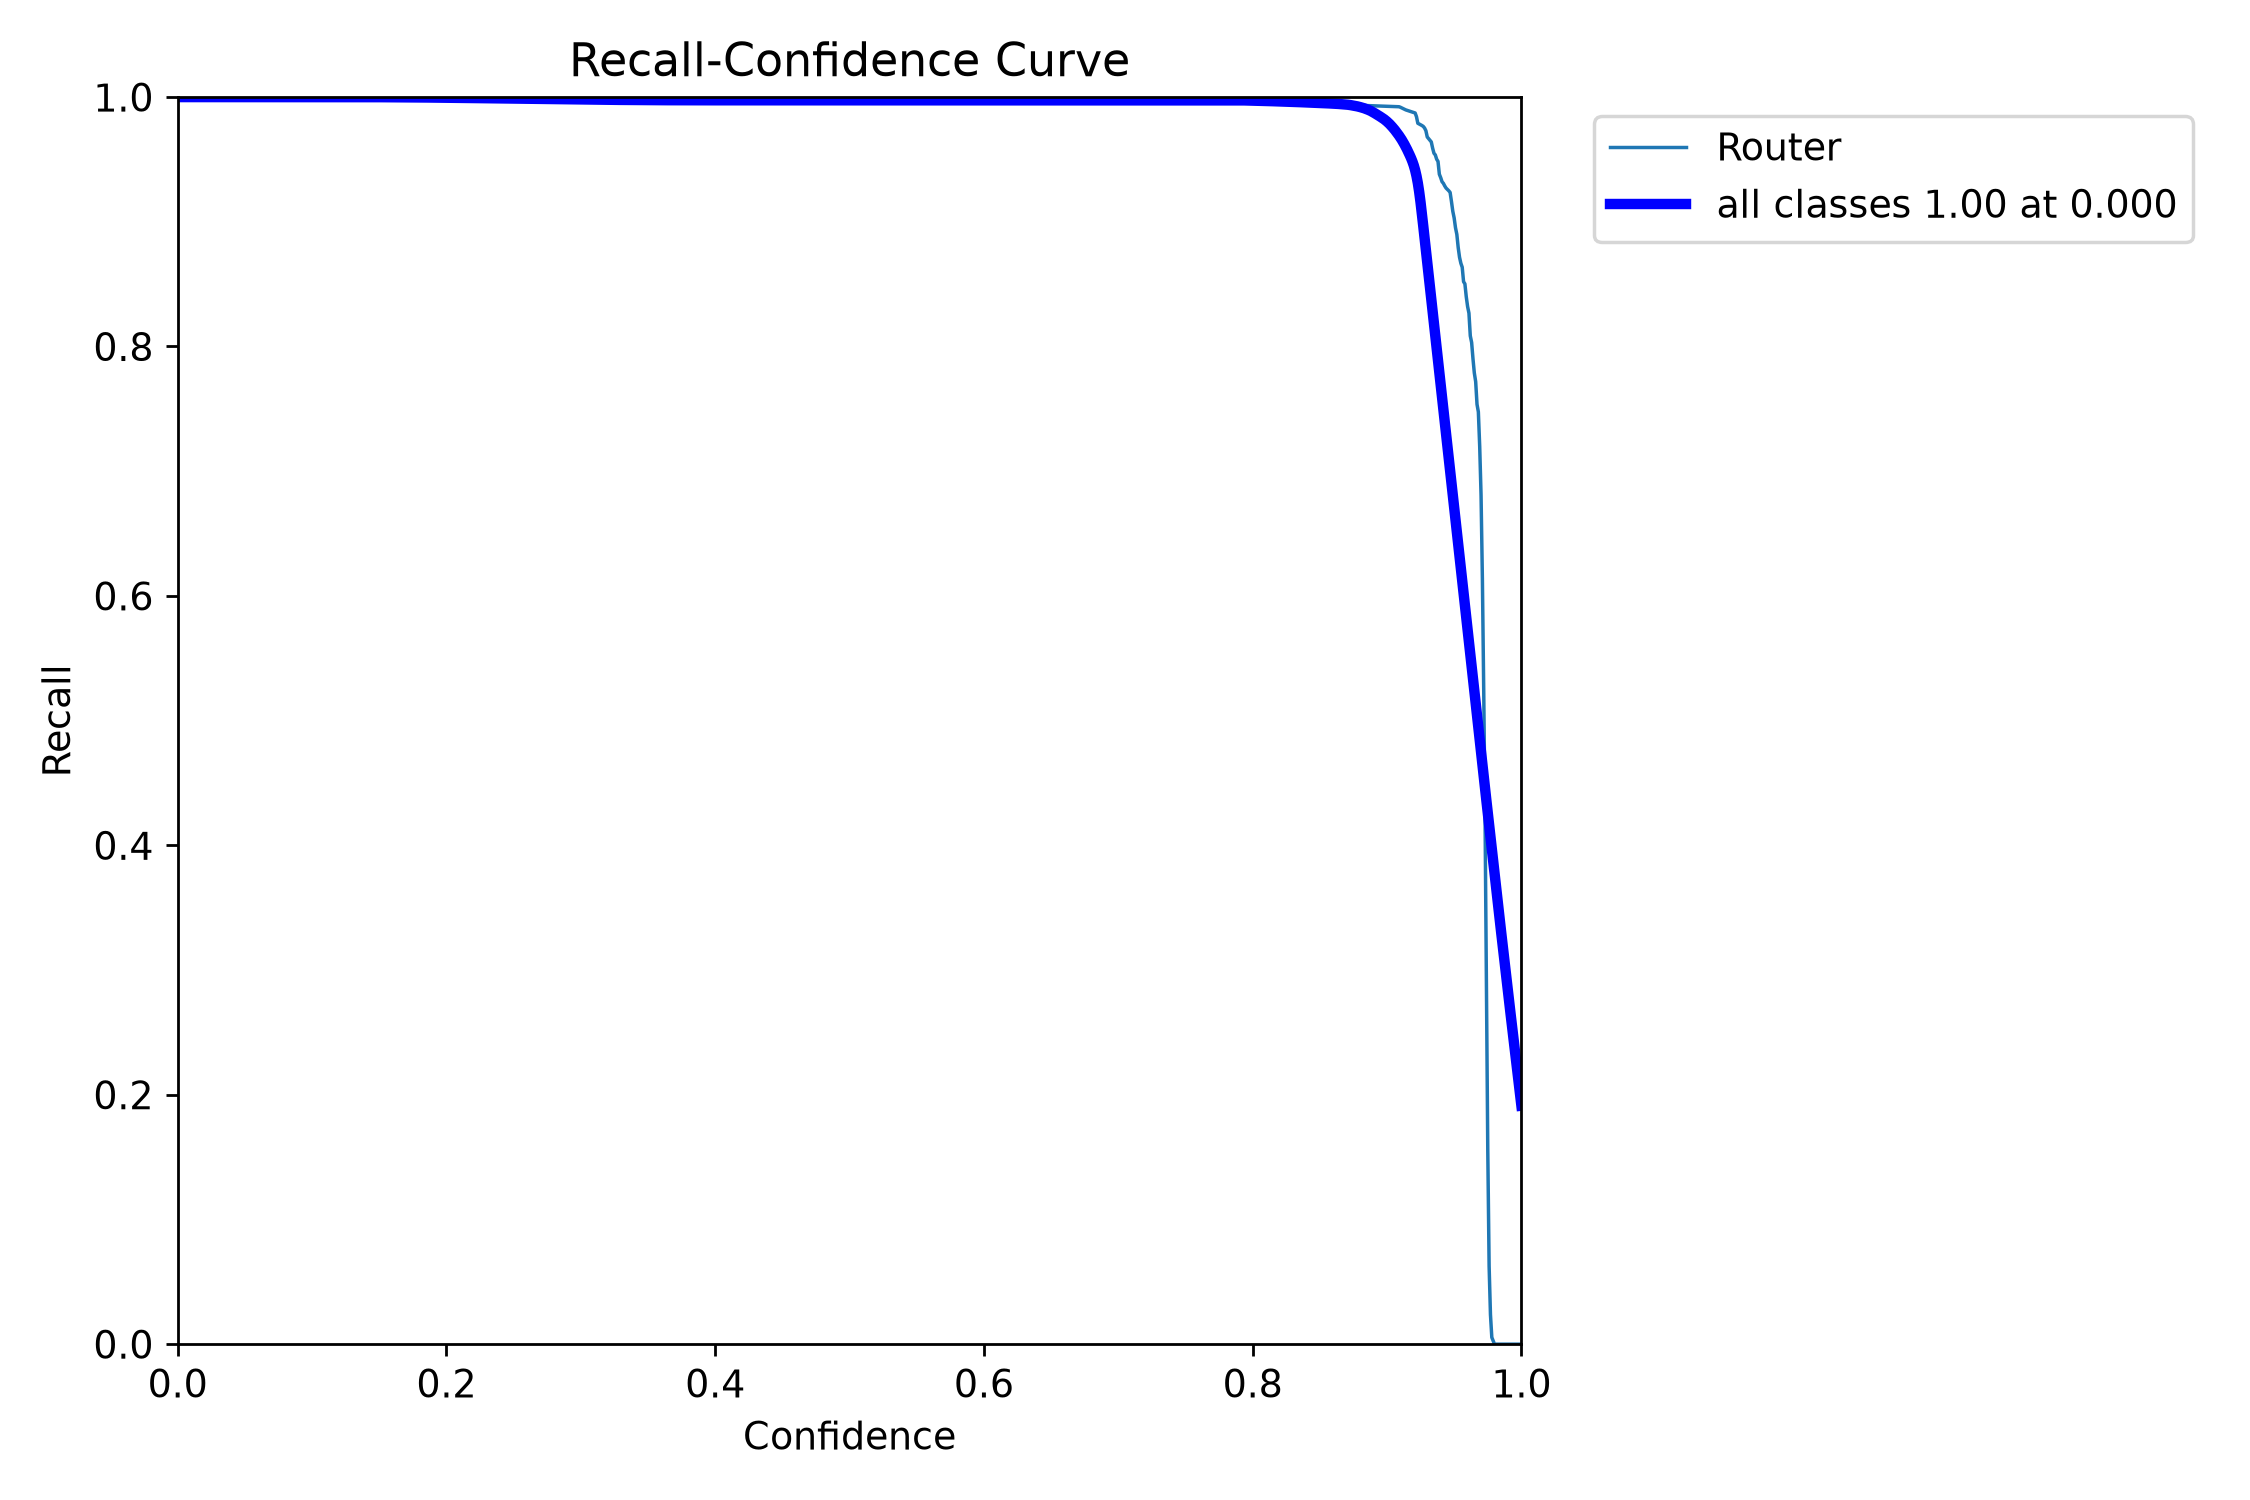 Recall-Confidence Curve
1.0
0.8
0.6
0.4
0.2
0.0
Recall
0.0 0.2 0.4 0.6 0.8 1.0
Confidence
Router
all classes 1.00 at 0.000